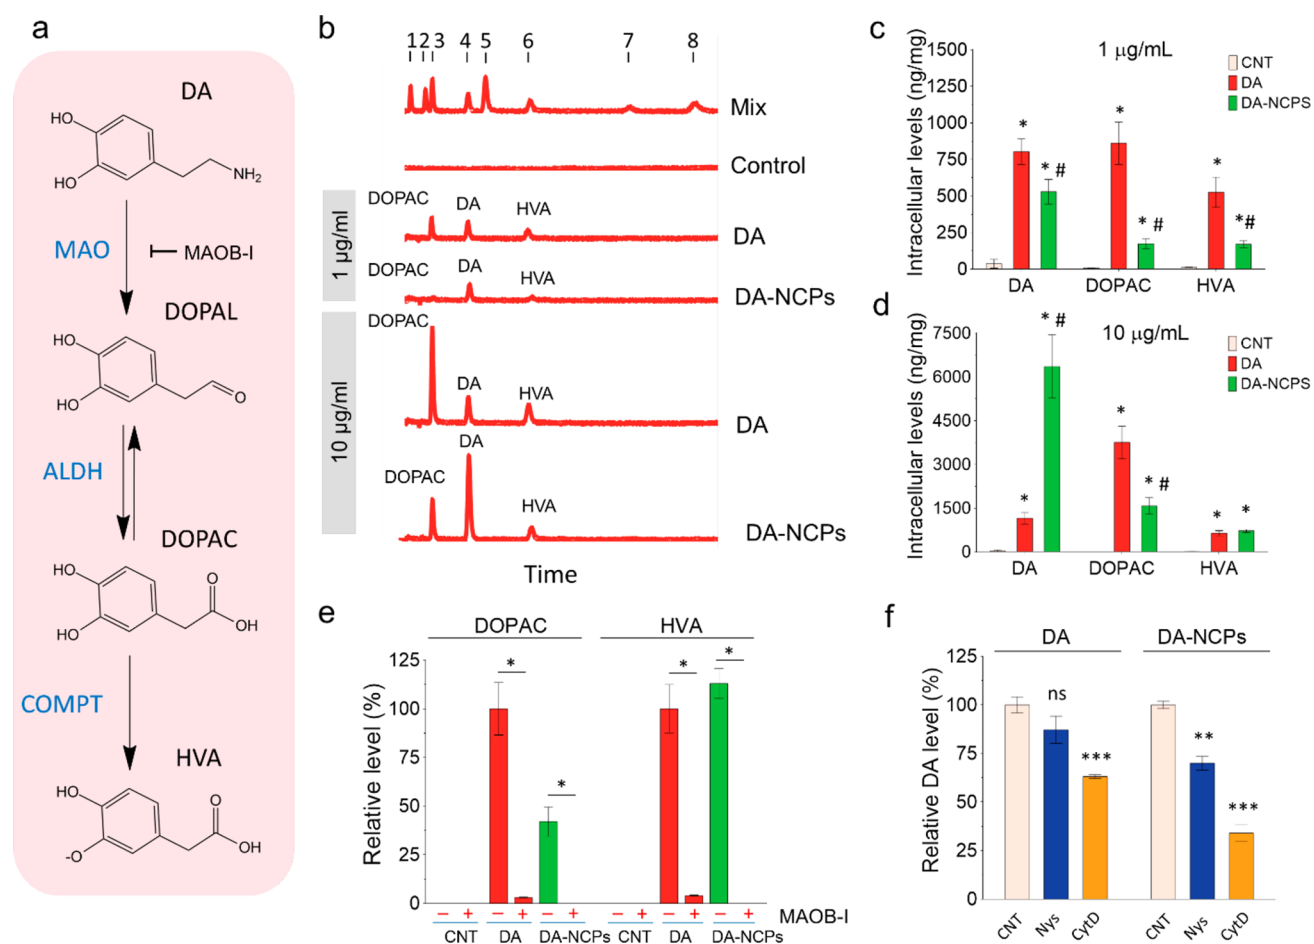 a
DA
HO
HO
NH2
MAO
MAOB-I
DOPAL
HO
HO
O
ALDH
DOPAC
HO
HO
O
OH
COMPT
HVA
HO
-O
O
OH
b
1 2 3 4 5 6 7 8
Mix
Control
1 µg/ml
DOPAC DA HVA
DA
DOPAC DA HVA
DA-NCPs
10 µg/ml
DOPAC
DA HVA
DA
DA
DOPAC HVA
DA-NCPs
Time
c
1 µg/mL
Intracellular levels (ng/mg)
1500
1250
1000
750
500
250
0
CNT
DA
DA-NCPS
* * # * * # * *#
DA DOPAC HVA
d
10 µg/mL
Intracellular levels (ng/mg)
7500
6000
4500
3000
1500
0
CNT
DA
DA-NCPS
* * # * * # * *
DA DOPAC HVA
e
DOPAC HVA
Relative level (%)
125
100
75
50
25
0
* * * *
− + − + − + − + − + − + MAOB-I
CNT DA DA-NCPs CNT DA DA-NCPs
f
DA DA-NCPs
Relative DA level (%)
125
100
75
50
25
0
ns *** ** ***
CNT Nys CytD CNT Nys CytD